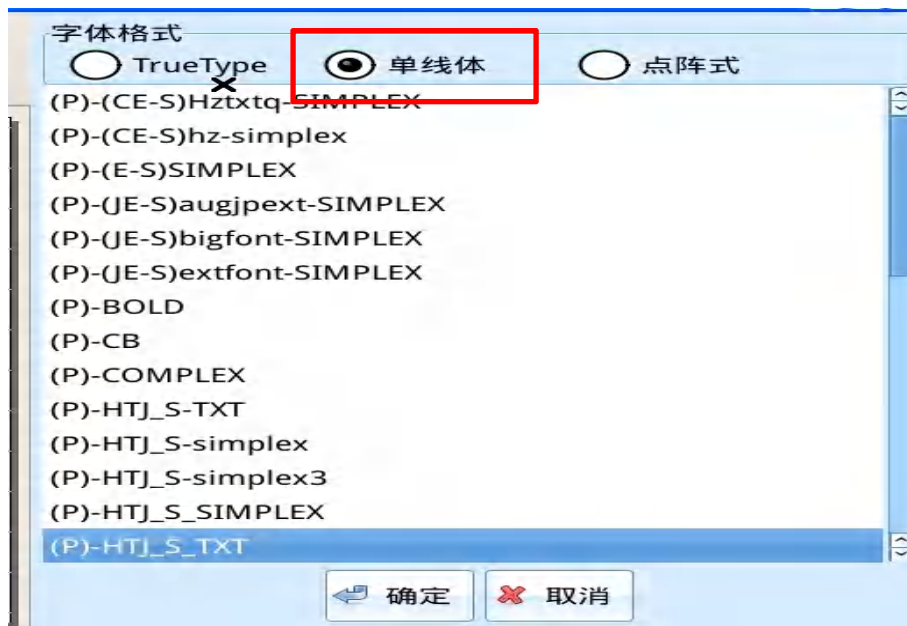 字体格式
TrueType 单线体 点阵式
(P)-(CE-S)Hztxtq-SIMPLEX
(P)-(CE-S)hz-simplex
(P)-(E-S)SIMPLEX
(P)-(JE-S)augjpext-SIMPLEX
(P)-(JE-S)bigfont-SIMPLEX
(P)-(JE-S)extfont-SIMPLEX
(P)-BOLD
(P)-CB
(P)-COMPLEX
(P)-HTJ_S-TXT
(P)-HTJ_S-simplex
(P)-HTJ_S-simplex3
(P)-HTJ_S_SIMPLEX
(P)-HTJ_S_TXT
确定 取消